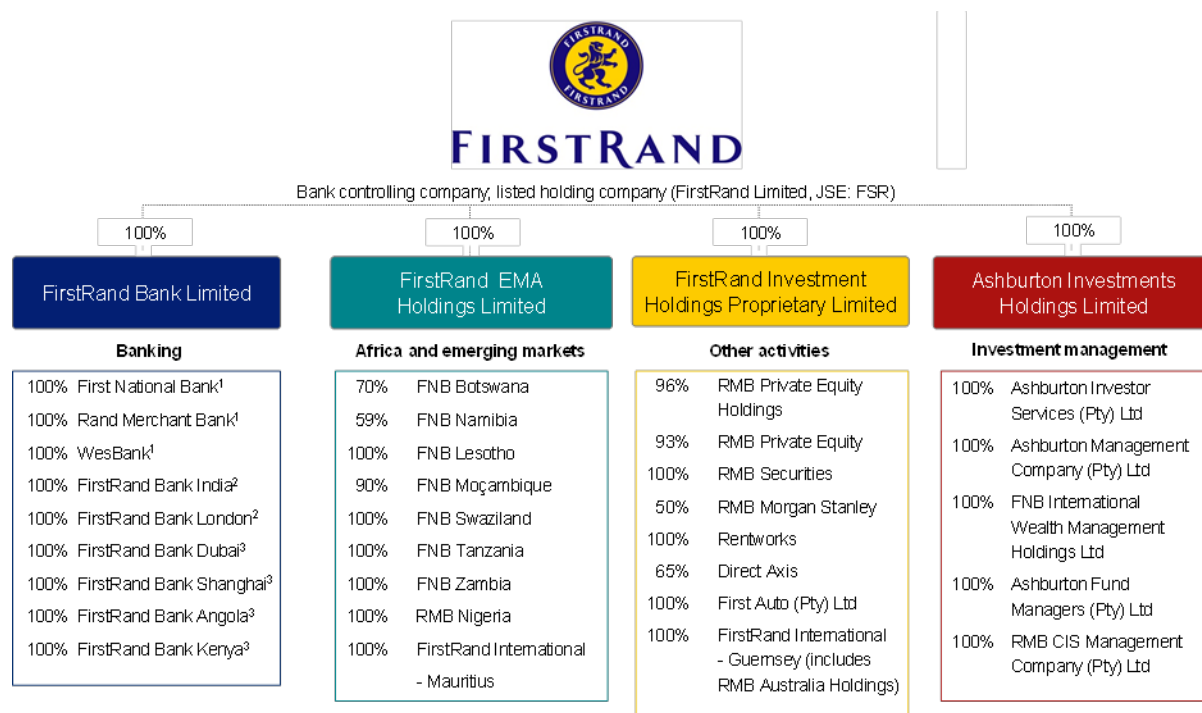 FIRSTRAND
FIRSTRAND
FIRSTRAND
Bank controlling company; listed holding company (FirstRand Limited, JSE: FSR)
100%
100%
100%
100%
FirstRand Bank Limited
Banking
100% First National Bank¹
100% Rand Merchant Bank¹
100% WesBank¹
100% FirstRand Bank India²
100% FirstRand Bank London²
100% FirstRand Bank Dubai³
100% FirstRand Bank Shanghai³
100% FirstRand Bank Angola³
100% FirstRand Bank Kenya³
FirstRand EMA
Holdings Limited
Africa and emerging markets
70% FNB Botswana
59% FNB Namibia
100% FNB Lesotho
90% FNB Moçambique
100% FNB Swaziland
100% FNB Tanzania
100% FNB Zambia
100% RMB Nigeria
100% FirstRand International
- Mauritius
FirstRand Investment
Holdings Proprietary Limited
Other activities
96% RMB Private Equity
Holdings
93% RMB Private Equity
100% RMB Securities
50% RMB Morgan Stanley
100% Rentworks
65% Direct Axis
100% First Auto (Pty) Ltd
100% FirstRand International
- Guernsey (includes
RMB Australia Holdings)
Ashburton Investments
Holdings Limited
Investment management
100% Ashburton Investor
Services (Pty) Ltd
100% Ashburton Management
Company (Pty) Ltd
100% FNB International
Wealth Management
Holdings Ltd
100% Ashburton Fund
Managers (Pty) Ltd
100% RMB CIS Management
Company (Pty) Ltd